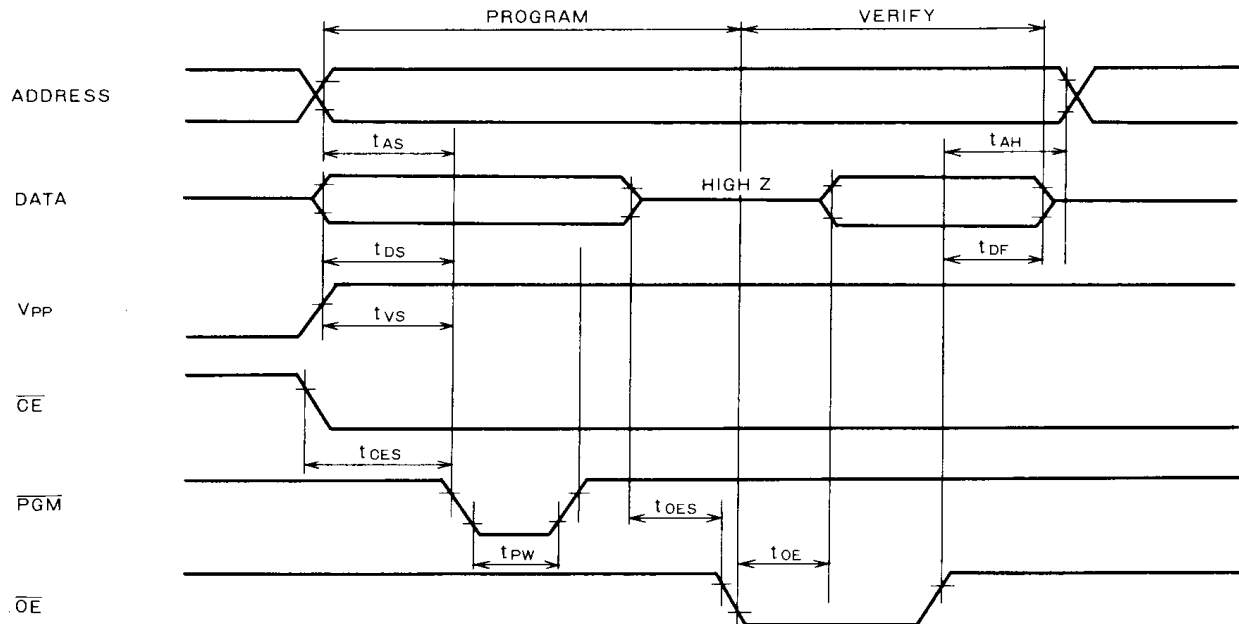 PROGRAM VERIFY
ADDRESS
tAS tAH
DATA HIGH Z
tDS tDF
VPP
tVS
CE
tCES
PGM
tOES
tPW tOE
OE